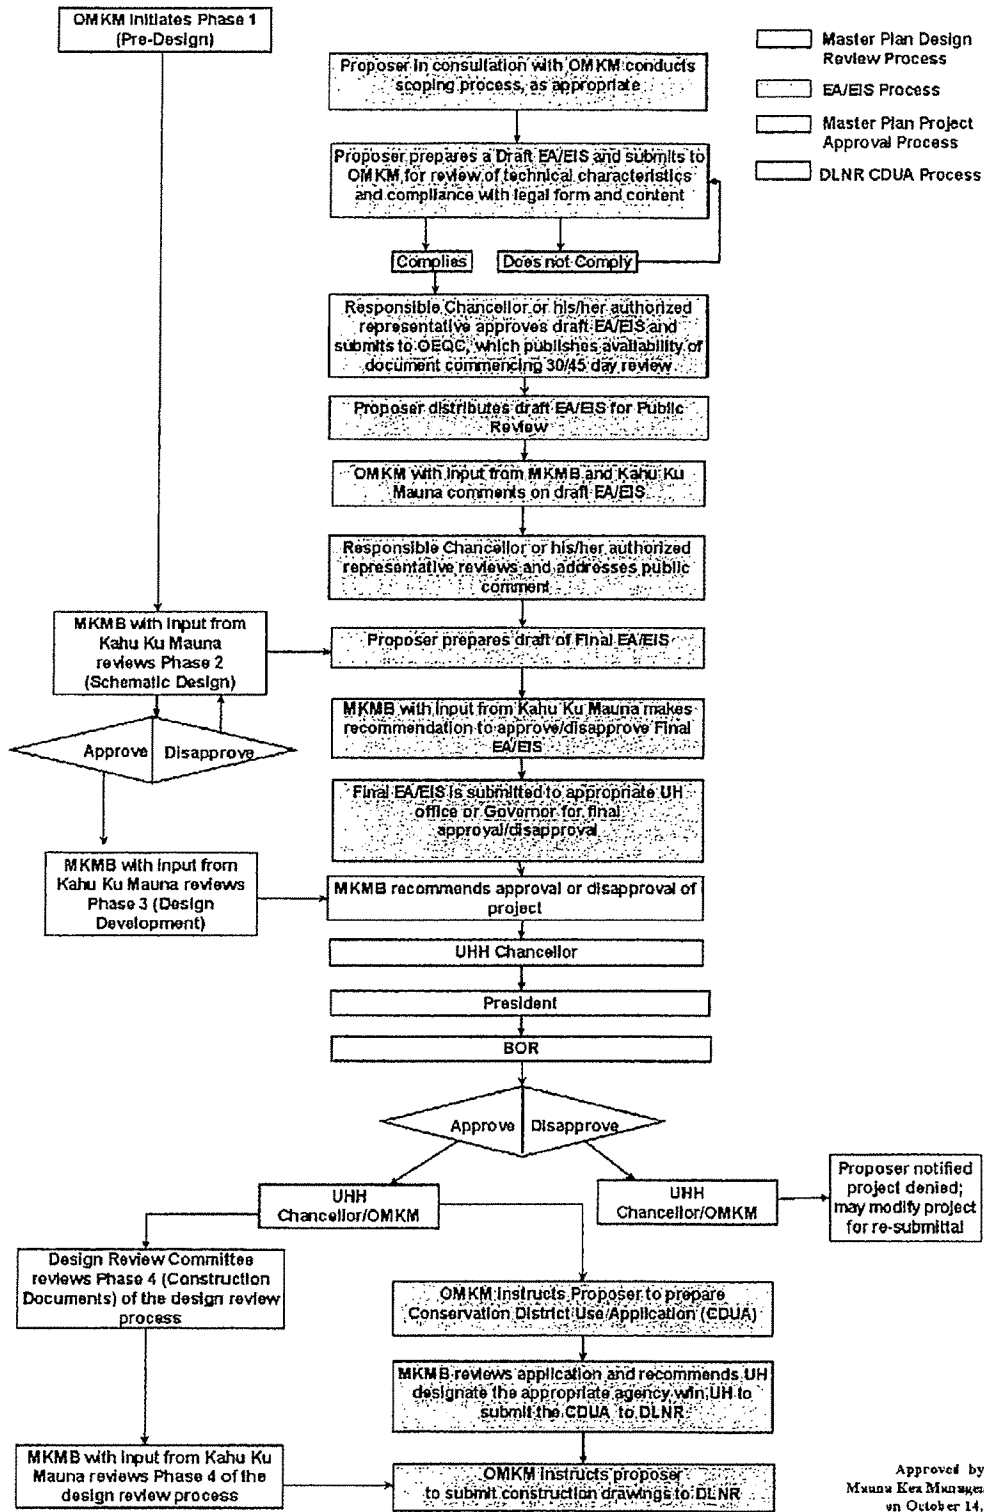 OMKM Initiates Phase 1
(Pre-Design)
Proposer in consultation with OMKM conducts
scoping process, as appropriate
Master Plan Design
Review Process
EA/EIS Process
Master Plan Project
Approval Process
DLNR CDUA Process
Proposer prepares a Draft EA/EIS and submits to
OMKM for review of technical characteristics
and compliance with legal form and content
Complies
Does not Comply
Responsible Chancellor or his/her authorized
representative approves draft EA/EIS and
submits to OEQC, which publishes availability of
document commencing 30/45 day review
Proposer distributes draft EA/EIS for Public
Review
OMKM with Input from MKMB and Kahu Ku
Mauna comments on draft EA/EIS
Responsible Chancellor or his/her authorized
representative reviews and addresses public
comment
MKMB with Input from
Kahu Ku Mauna
reviews Phase 2
(Schematic Design)
Proposer prepares draft of Final EA/EIS
Approve
Disapprove
MKMB with Input from Kahu Ku Mauna makes
recommendation to approve/disapprove Final
EA/EIS
Final EA/EIS is submitted to appropriate UH
office or Governor for final
approval/disapproval
MKMB with Input from
Kahu Ku Mauna reviews
Phase 3 (Design
Development)
MKMB recommends approval or disapproval of
project
UHH Chancellor
President
BOR
Approve
Disapprove
UHH
Chancellor/OMKM
UHH
Chancellor/OMKM
Proposer notified
project denied;
may modify project
for re-submittal
Design Review Committee
reviews Phase 4 (Construction
Documents) of the design review
process
OMKM Instructs Proposer to prepare
Conservation District Use Application (CDUA)
MKMB reviews application and recommends UH
designate the appropriate agency w/in UH to
submit the CDUA to DLNR
MKMB with Input from Kahu Ku
Mauna reviews Phase 4 of the
design review process
OMKM Instructs proposer
to submit construction drawings to DLNR
Approved by
Mauna Kea
on October 14,